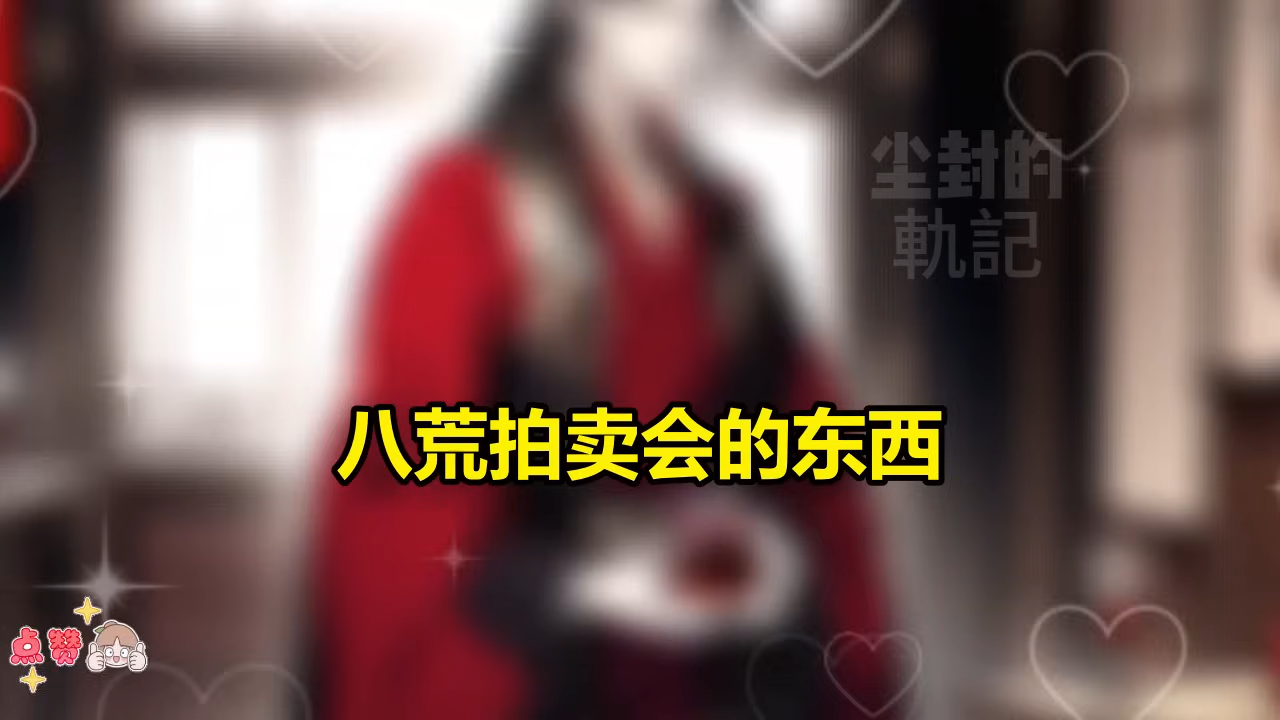 尘封的
軌記
八荒拍卖会的东西
点赞